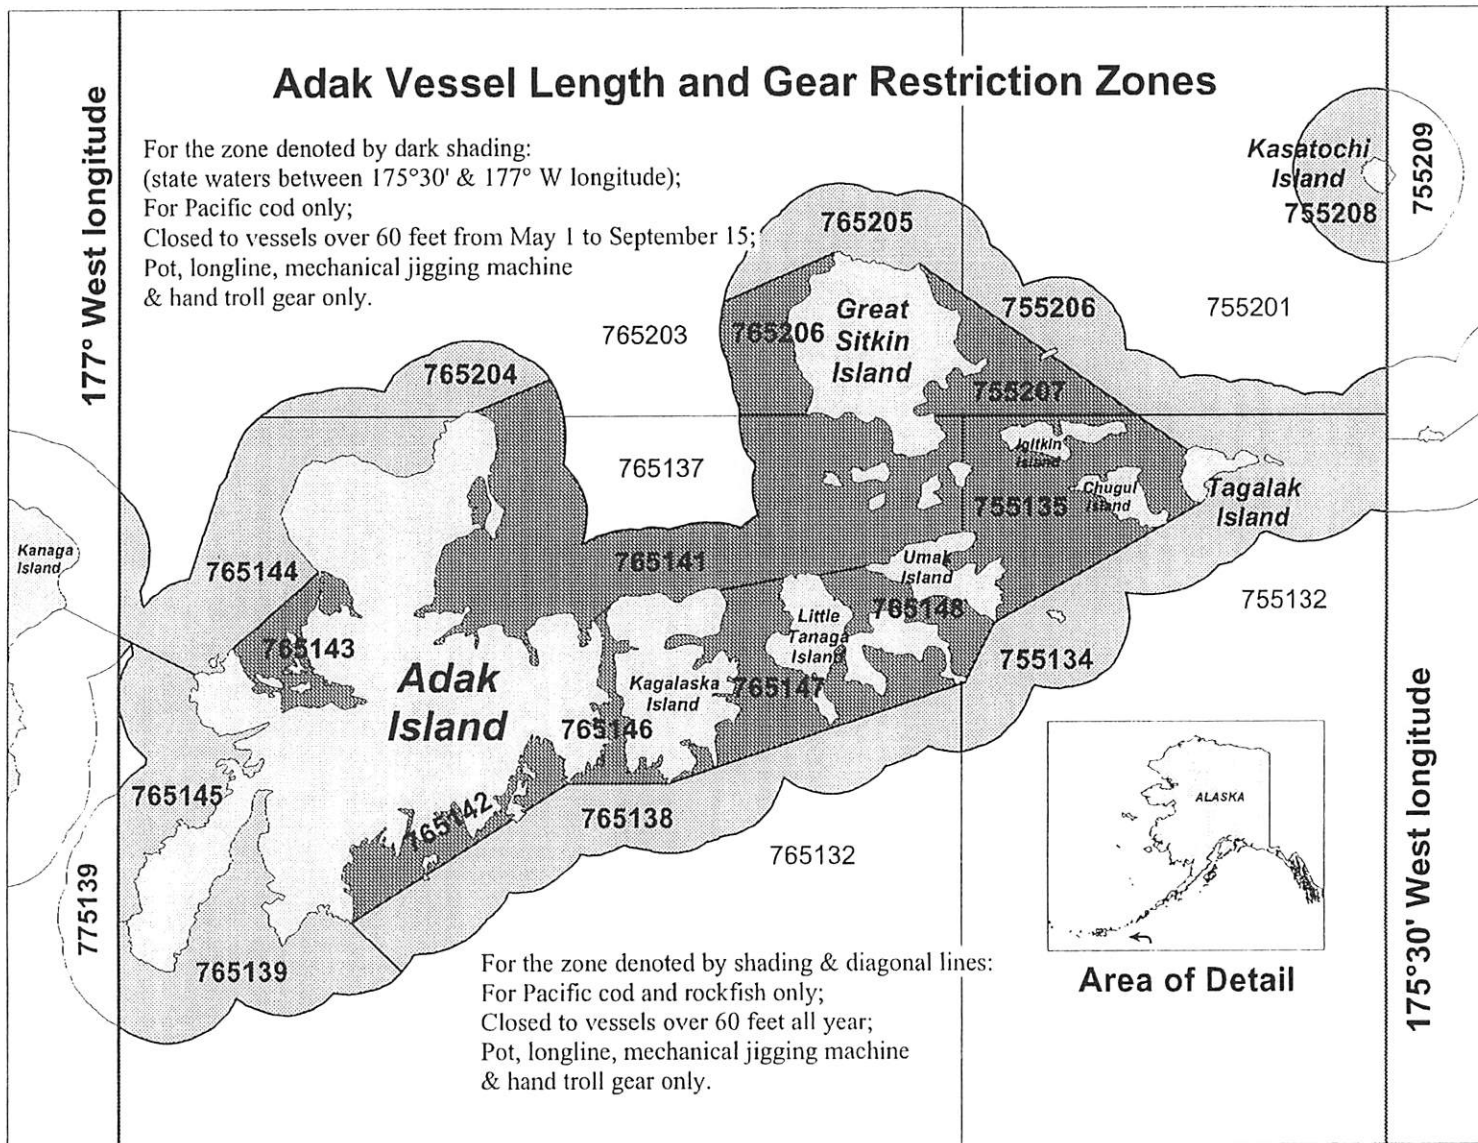 Adak Vessel Length and Gear Restriction Zones
177° West longitude
For the zone denoted by dark shading:
(state waters between 175°30' & 177° W longitude);
For Pacific cod only;
Closed to vessels over 60 feet from May 1 to September 15;
Pot, longline, mechanical jigging machine
& hand troll gear only.
Kasatochi
Island
755208
755209
765205
765203
765206
Great
Sitkin
Island
755206
755201
765204
755207
765137
Igitkin
Island
755135
Chugul
Island
Tagalak
Island
Kanaga
Island
765144
765141
Umak
Island
755132
765143
Little
Tanaga
Island
765148
755134
Adak
Island
Kagalaska
Island
765147
765146
765145
765142
765138
765132
775139
765139
ALASKA
Area of Detail
175°30' West longitude
For the zone denoted by shading & diagonal lines:
For Pacific cod and rockfish only;
Closed to vessels over 60 feet all year;
Pot, longline, mechanical jigging machine
& hand troll gear only.